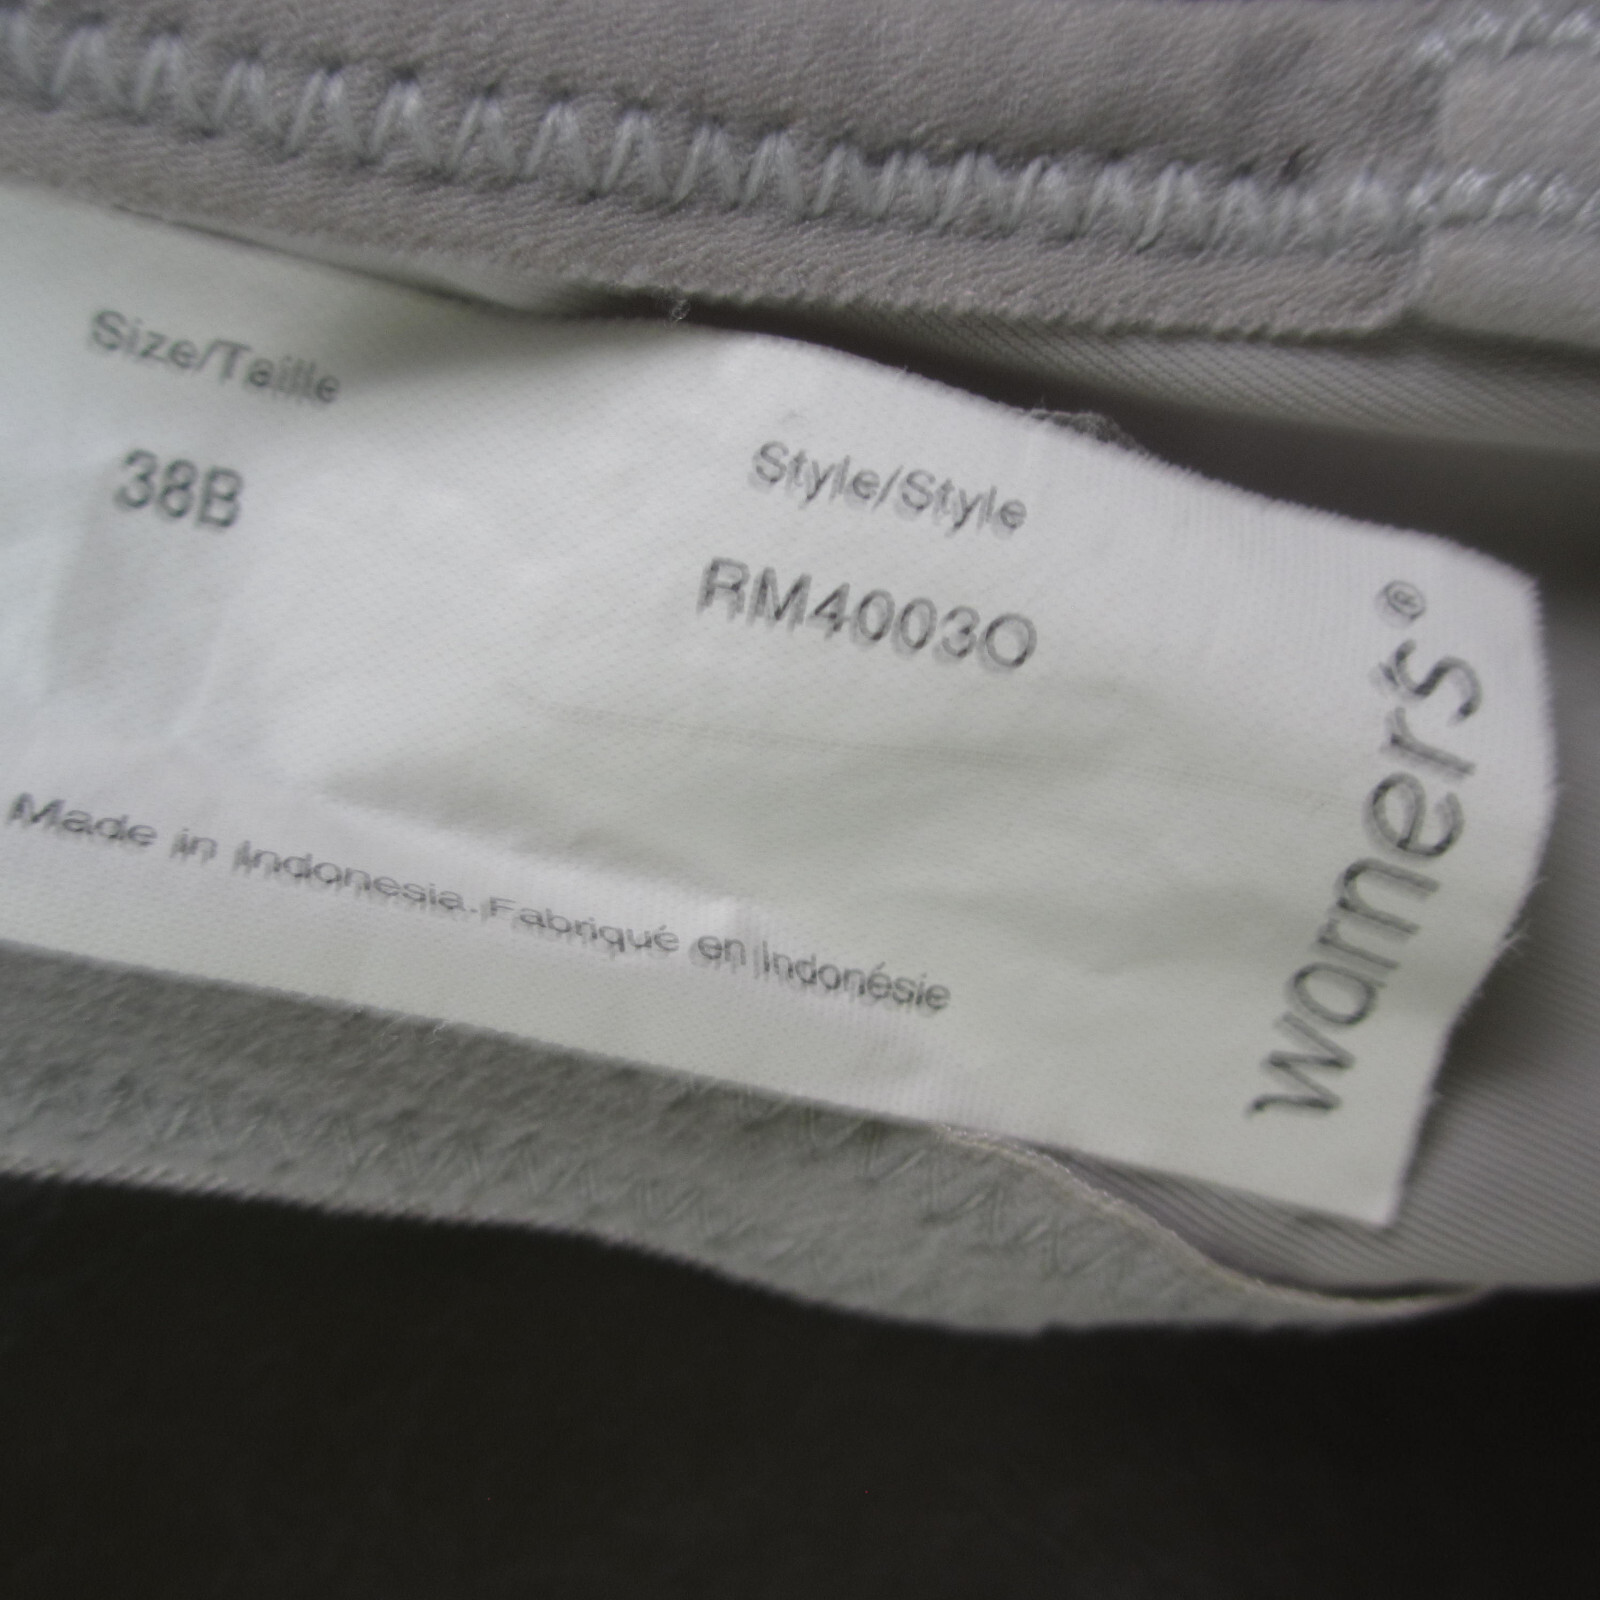 Size/Taille
38B
Style/Style
RM4003O
Made in Indonesia. Fabriqué en Indonésie
warner's®